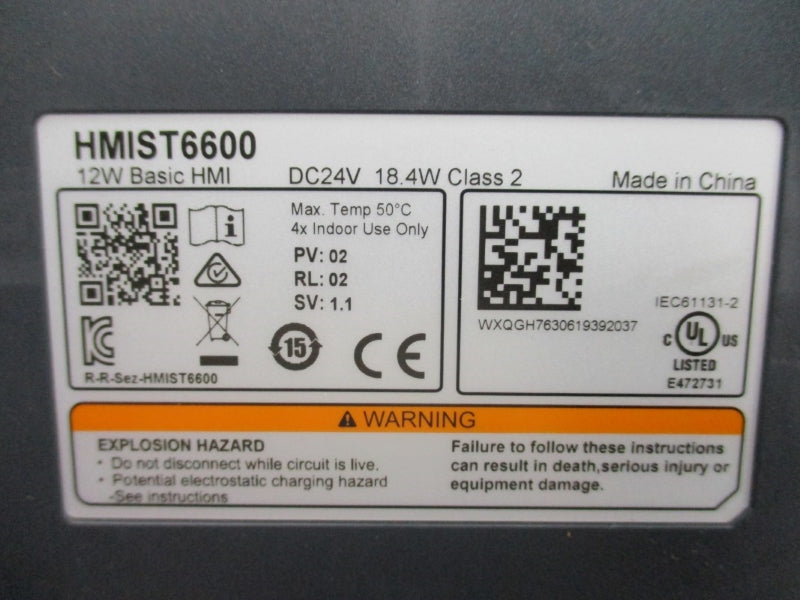 HMIST6600
12W Basic HMI DC24V 18.4W Class 2 Made in China
Max. Temp 50°C
4x Indoor Use Only
PV: 02
RL: 02
SV: 1.1
15
CE
R-R-Sez-HMIST6600
WXQGH7630619392037
IEC61131-2
c UL US
LISTED
E472731
WARNING
EXPLOSION HAZARD
• Do not disconnect while circuit is live.
• Potential electrostatic charging hazard
-See instructions
Failure to follow these instructions
can result in death,serious injury or
equipment damage.